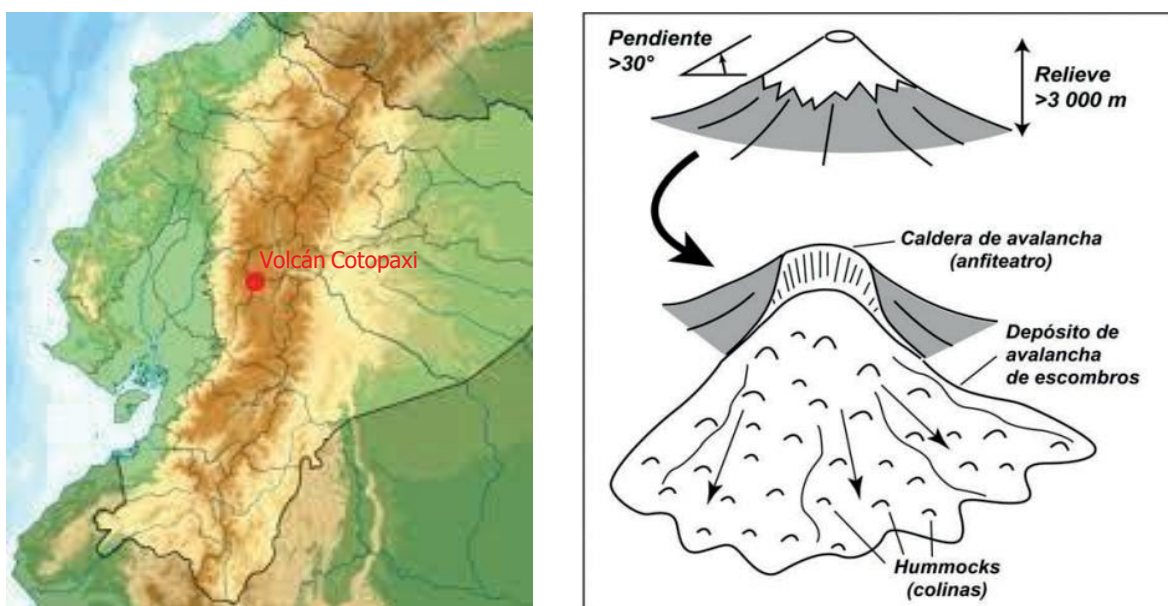 Volcán Cotopaxi
Pendiente
>30°
Relieve
>3 000 m
Caldera de avalancha
(anfiteatro)
Depósito de
avalancha
de escombros
Hummocks
(colinas)